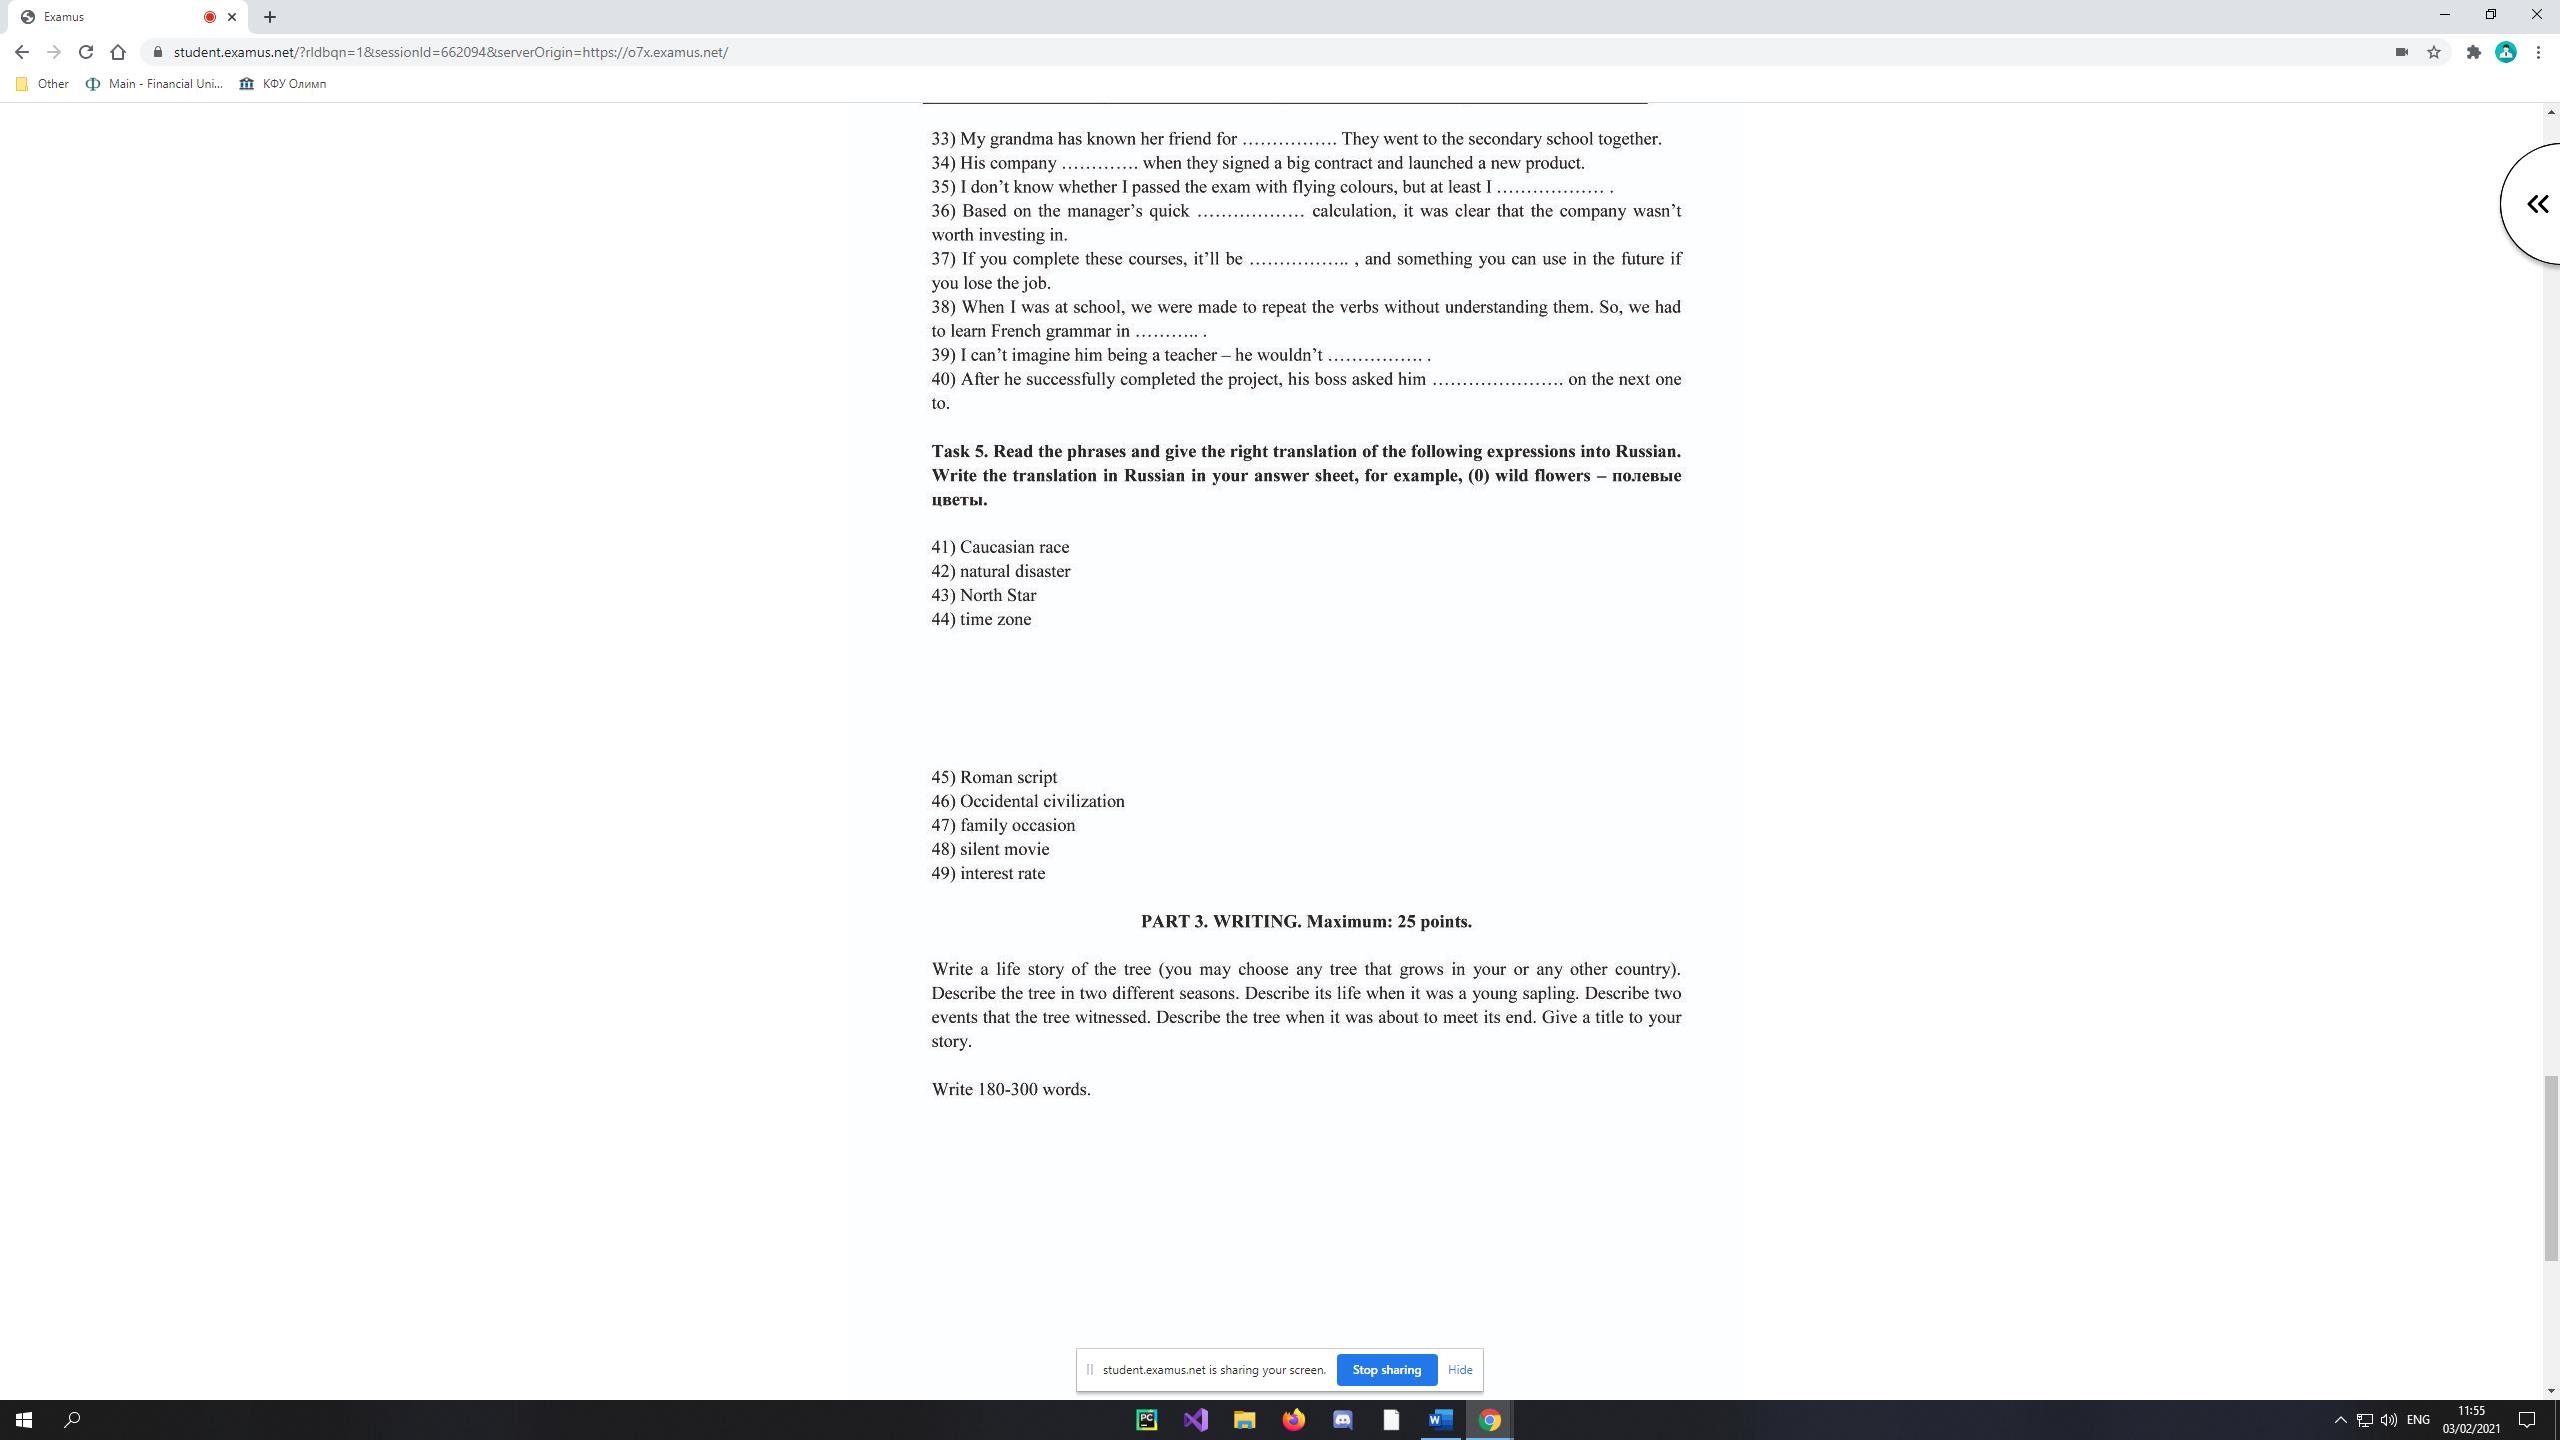 Examus
student.examus.net/?rldbqn=1&sessionId=662094&serverOrigin=https://o7x.examus.net/
Other Main - Financial Uni... КФУ Олимп
33) My grandma has known her friend for ……………. They went to the secondary school together.
34) His company …………. when they signed a big contract and launched a new product.
35) I don’t know whether I passed the exam with flying colours, but at least I ……………… .
36) Based on the manager’s quick ……………… calculation, it was clear that the company wasn’t
worth investing in.
37) If you complete these courses, it’ll be …………….. , and something you can use in the future if
you lose the job.
38) When I was at school, we were made to repeat the verbs without understanding them. So, we had
to learn French grammar in ……….. .
39) I can’t imagine him being a teacher – he wouldn’t ……………. .
40) After he successfully completed the project, his boss asked him …………………. on the next one
to.
Task 5. Read the phrases and give the right translation of the following expressions into Russian.
Write the translation in Russian in your answer sheet, for example, (0) wild flowers – полевые
цветы.
41) Caucasian race
42) natural disaster
43) North Star
44) time zone
45) Roman script
46) Occidental civilization
47) family occasion
48) silent movie
49) interest rate
PART 3. WRITING. Maximum: 25 points.
Write a life story of the tree (you may choose any tree that grows in your or any other country).
Describe the tree in two different seasons. Describe its life when it was a young sapling. Describe two
events that the tree witnessed. Describe the tree when it was about to meet its end. Give a title to your
story.
Write 180-300 words.
student.examus.net is sharing your screen. Stop sharing Hide
PC W ENG 11:55
03/02/2021